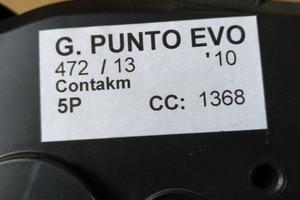 G. PUNTO EVO
472 / 13 '10
Contakm
5P CC: 1368